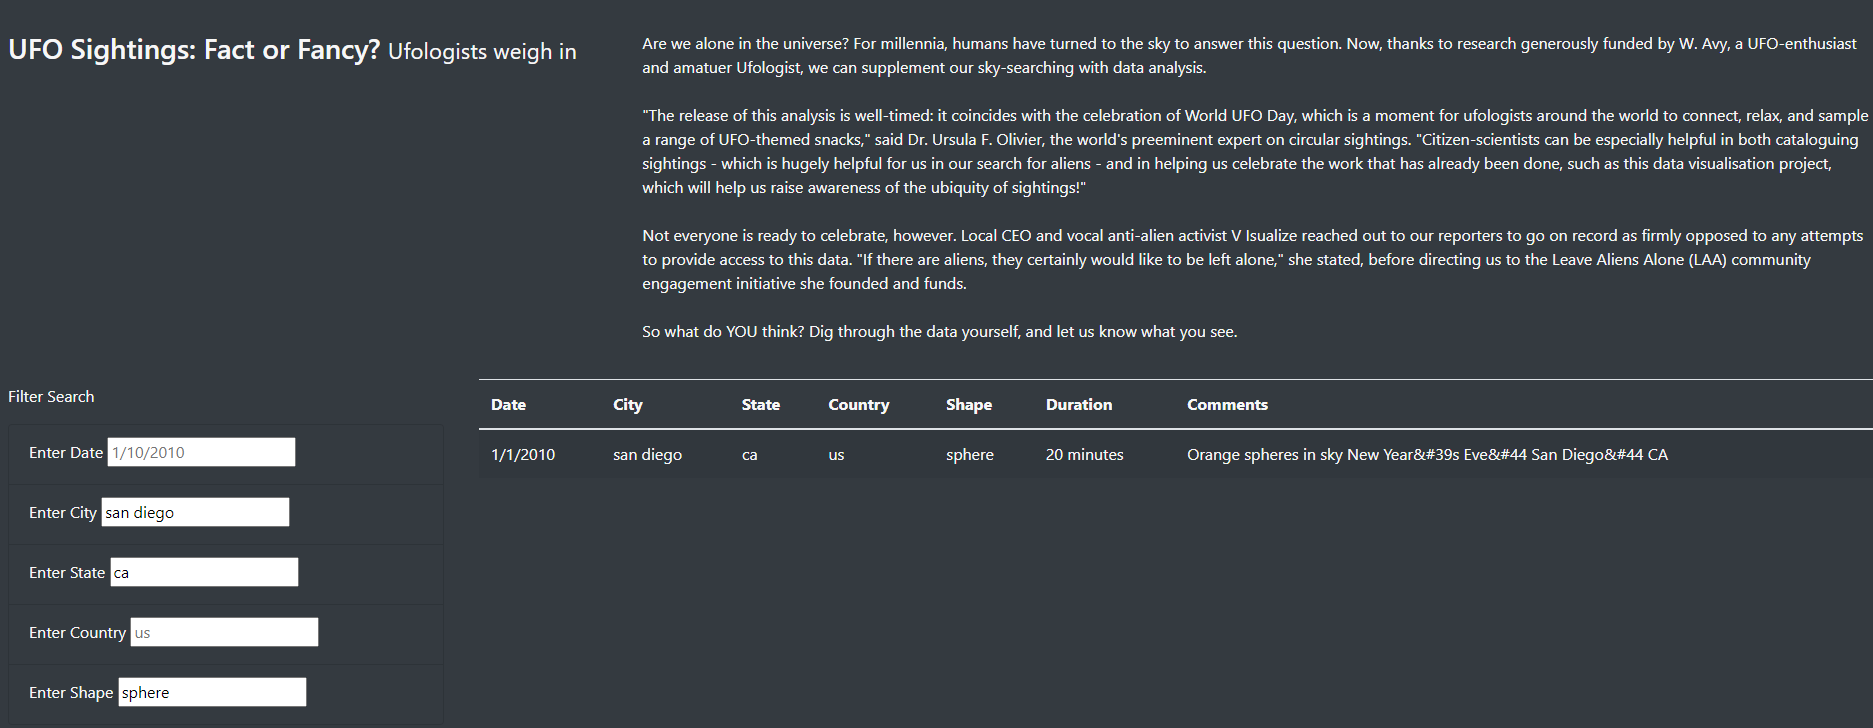 UFO Sightings: Fact or Fancy? Ufologists weigh in
Are we alone in the universe? For millennia, humans have turned to the sky to answer this question. Now, thanks to research generously funded by W. Avy, a UFO-enthusiast
and amatuer Ufologist, we can supplement our sky-searching with data analysis.
"The release of this analysis is well-timed: it coincides with the celebration of World UFO Day, which is a moment for ufologists around the world to connect, relax, and sample
a range of UFO-themed snacks," said Dr. Ursula F. Olivier, the world's preeminent expert on circular sightings. "Citizen-scientists can be especially helpful in both cataloguing
sightings - which is hugely helpful for us in our search for aliens - and in helping us celebrate the work that has already been done, such as this data visualisation project,
which will help us raise awareness of the ubiquity of sightings!"
Not everyone is ready to celebrate, however. Local CEO and vocal anti-alien activist V Isualize reached out to our reporters to go on record as firmly opposed to any attempts
to provide access to this data. "If there are aliens, they certainly would like to be left alone," she stated, before directing us to the Leave Aliens Alone (LAA) community
engagement initiative she founded and funds.
So what do YOU think? Dig through the data yourself, and let us know what you see.
Filter Search
Enter Date 1/10/2010
Enter City san diego
Enter State ca
Enter Country us
Enter Shape sphere
Date City State Country Shape Duration Comments
1/1/2010 san diego ca us sphere 20 minutes Orange spheres in sky New Year&#39s Eve&#44 San Diego&#44 CA